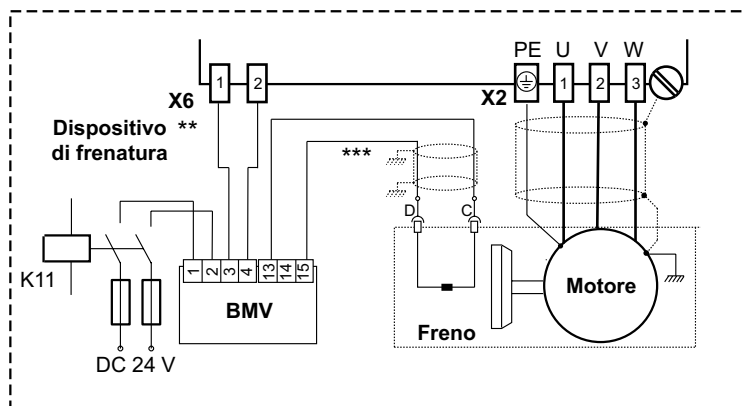 PE U V W
1 2 1 2 3
X6 X2
Dispositivo **
di frenatura
***
D C
K11
1 2 3 4 13 14 15
BMV
Motore
Freno
DC 24 V